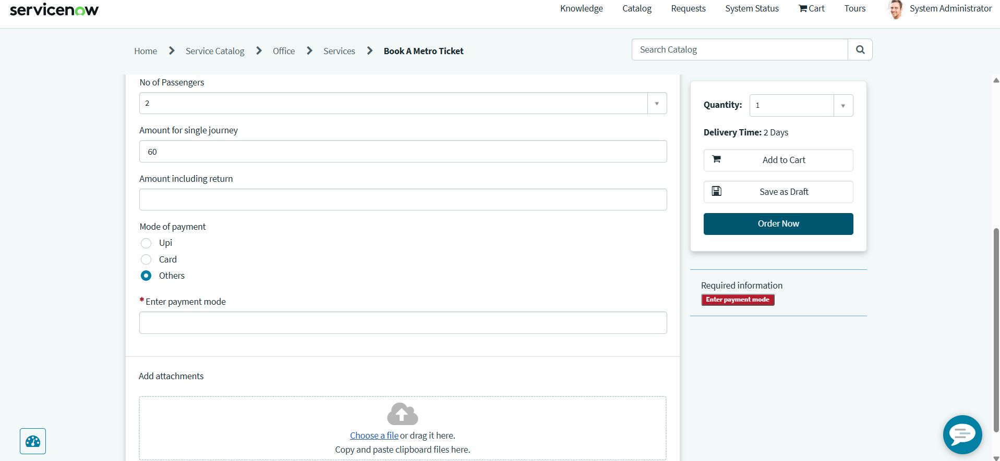 servicenow
Knowledge
Catalog
Requests
System Status
Cart
Tours
System Administrator
Home
Service Catalog
Office
Services
Book A Metro Ticket
Search Catalog
No of Passengers
2
Amount for single journey
60
Amount including return
Mode of payment
Upi
Card
Others
* Enter payment mode
Add attachments
Choose a file or drag it here.
Copy and paste clipboard files here.
Quantity:
1
Delivery Time: 2 Days
Add to Cart
Save as Draft
Order Now
Required information
Enter payment mode